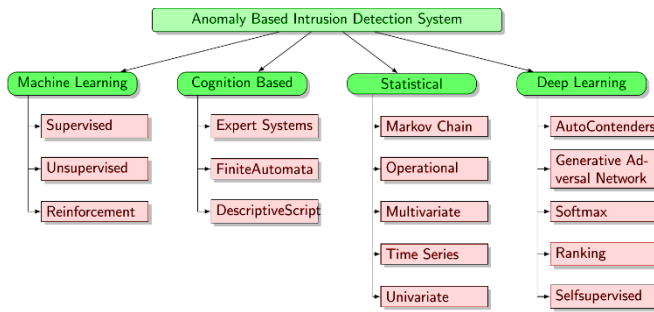 Anomaly Based Intrusion Detection System
Machine Learning
Supervised
Unsupervised
Reinforcement
Cognition Based
Expert Systems
FiniteAutomata
DescriptiveScript
Statistical
Markov Chain
Operational
Multivariate
Time Series
Univariate
Deep Learning
AutoContenders
Generative Ad-
versal Network
Softmax
Ranking
Selfsupervised